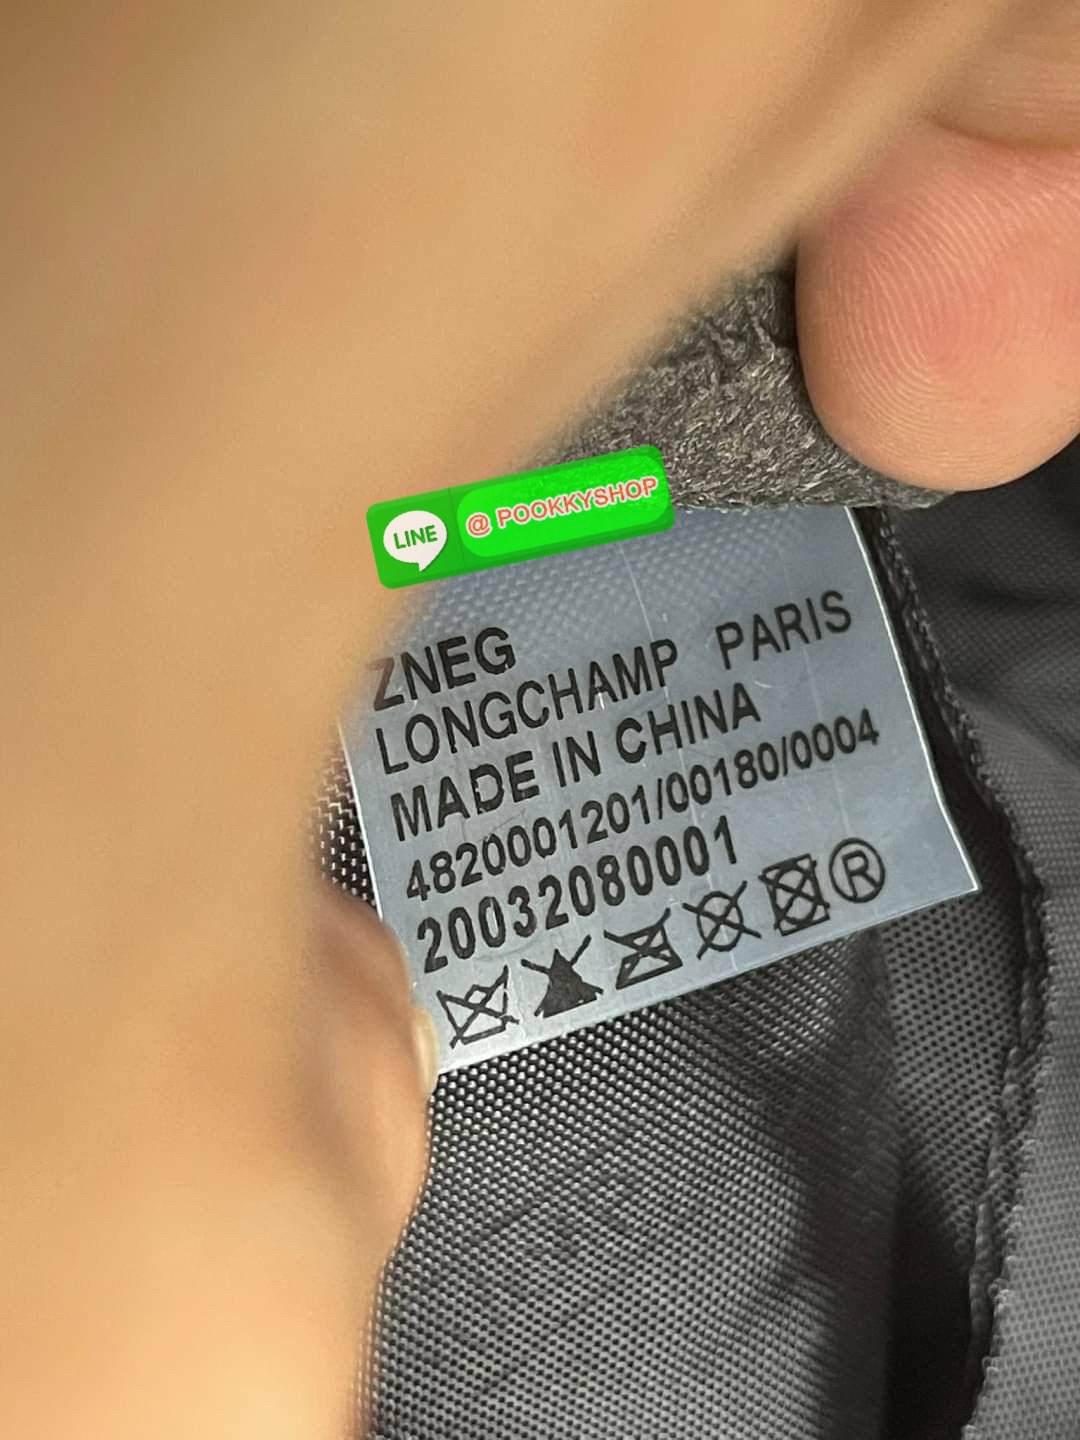 LINE @ POOKKYSHOP
ZNEG
LONGCHAMP PARIS
MADE IN CHINA
4820001201/00180/0004
20032080001
®